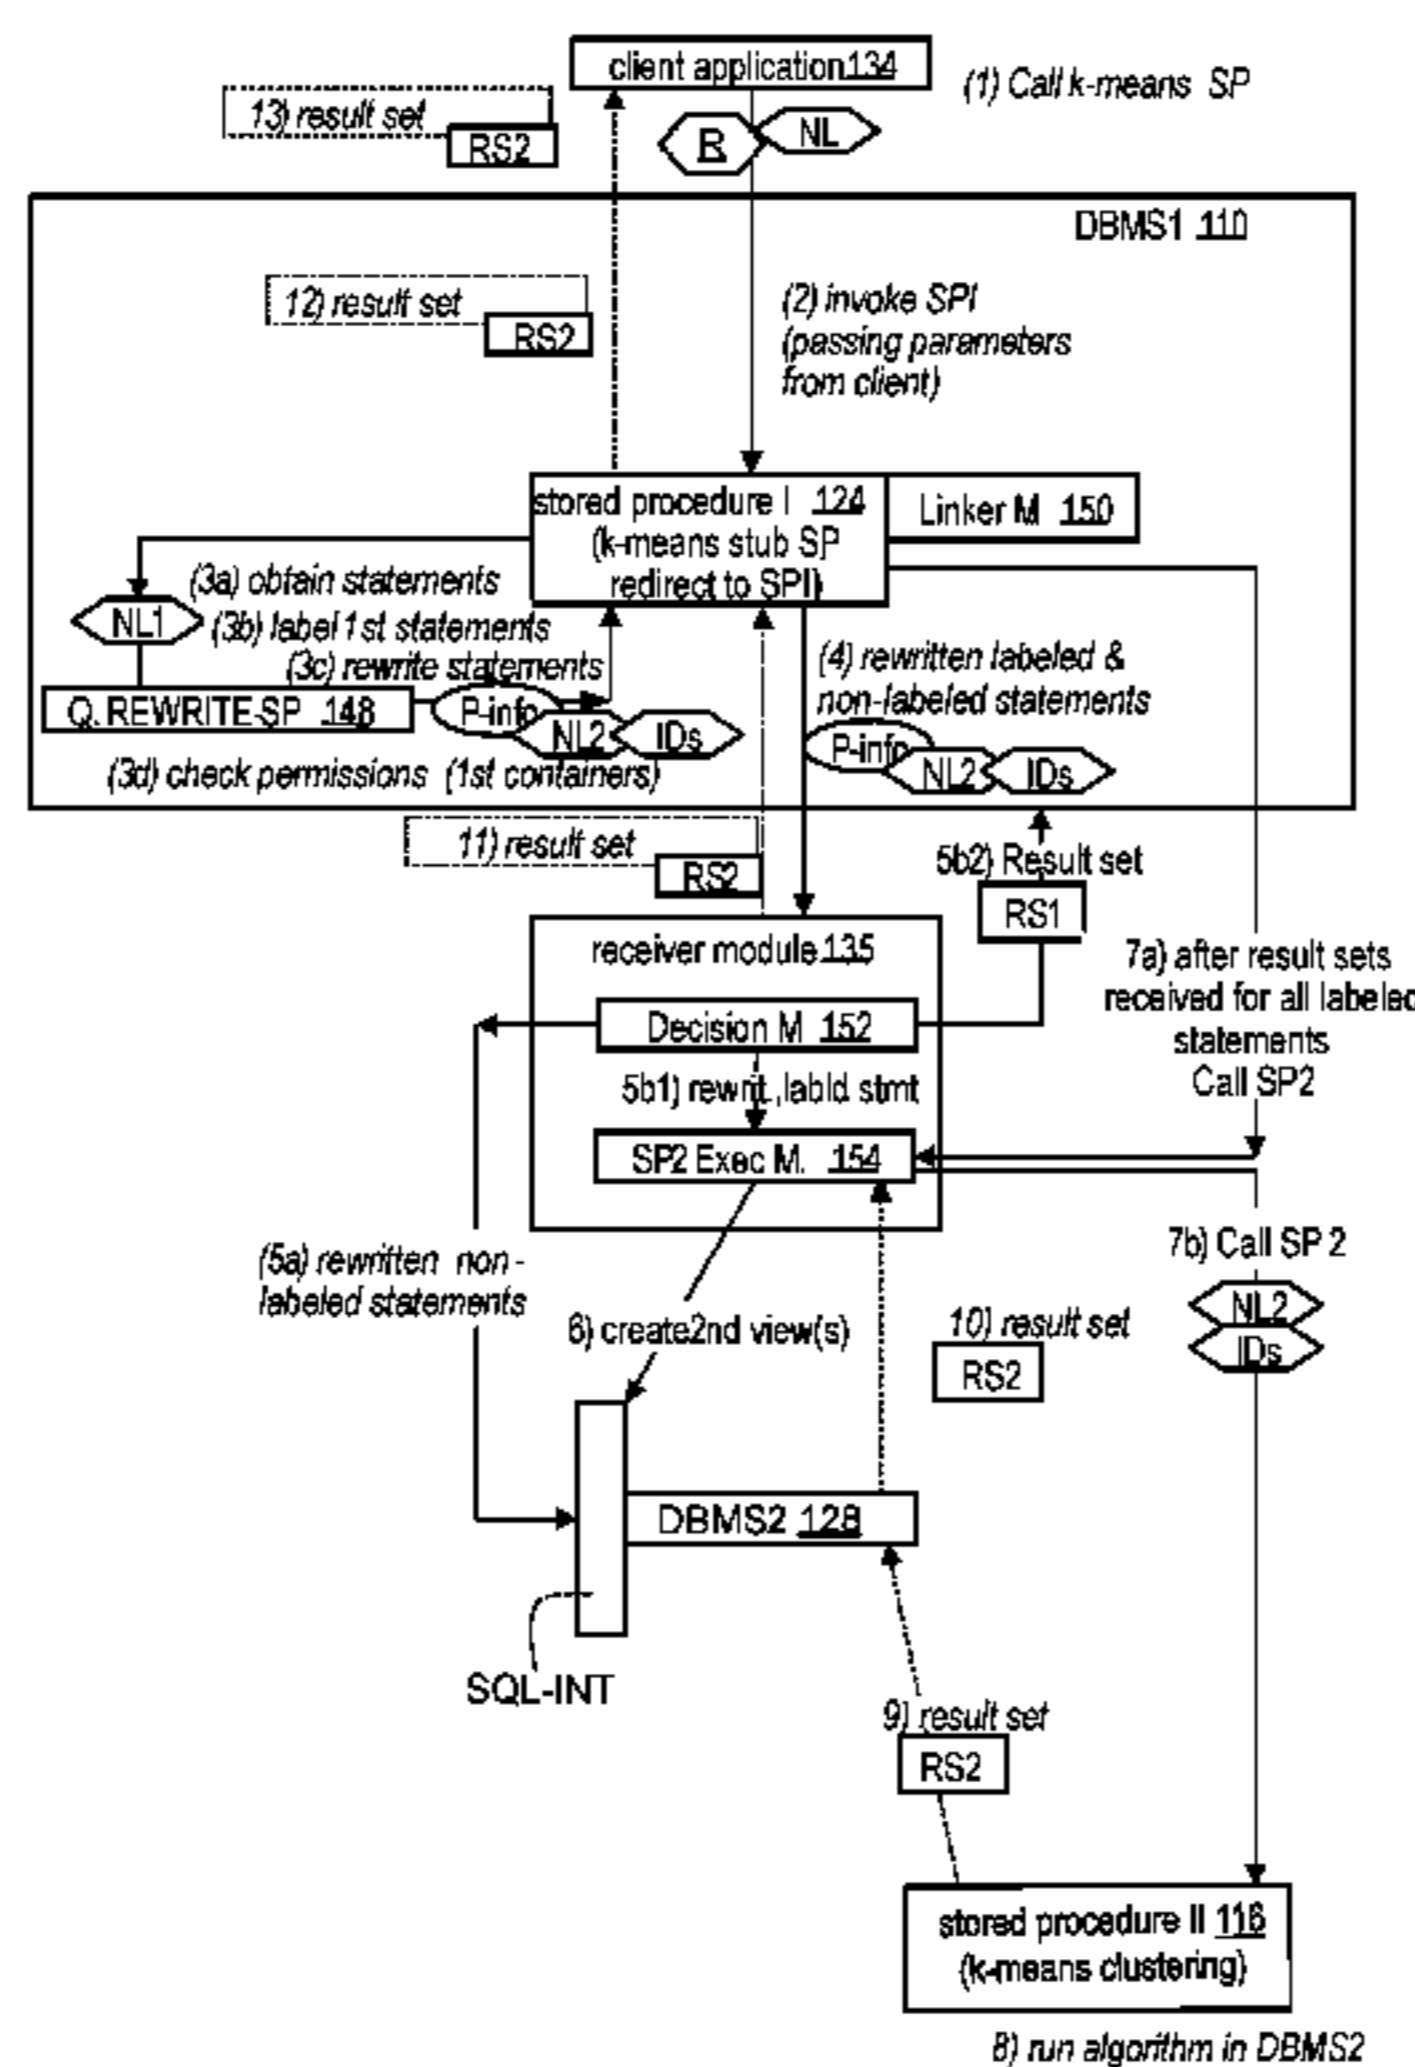 client application 134
(1) Call k-means SP
13) result set
RS2
R
NL
DBMS1 110
12) result set
RS2
(2) invoke SPI
(passing parameters
from client)
stored procedure I 124
(k-means stub SP
redirect to SPI)
Linker M 150
(3a) obtain statements
NL1
(3b) label 1st statements
(3c) rewrite statements
Q. REWRITE-SP 148
P-info
NL2
IDs
(3d) check permissions (1st containers)
(4) rewritten labeled &
non-labeled statements
P-info
NL2
IDs
11) result set
RS2
5b2) Result set
RS1
receiver module 135
7a) after result sets
received for all labeled
statements
Call SP2
Decision M 152
5b1) rewrit.,labld stmt
SP2 Exec M. 154
(5a) rewritten non-
labeled statements
7b) Call SP 2
NL2
IDs
6) create2nd view(s)
10) result set
RS2
DBMS2 128
SQL-INT
9) result set
RS2
stored procedure II 116
(k-means clustering)
8) run algorithm in DBMS2